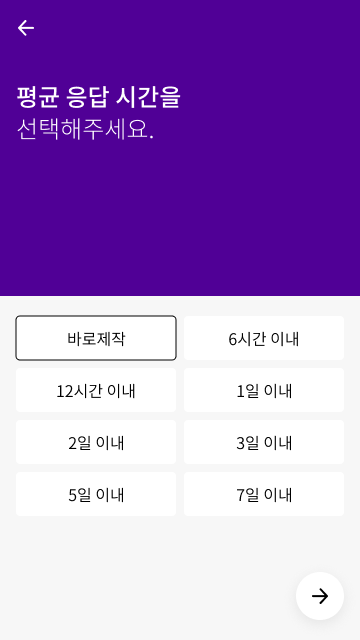 평균 응답 시간을
선택해주세요.
바로제작
6시간 이내
12시간 이내
1일 이내
2일 이내
3일 이내
5일 이내
7일 이내